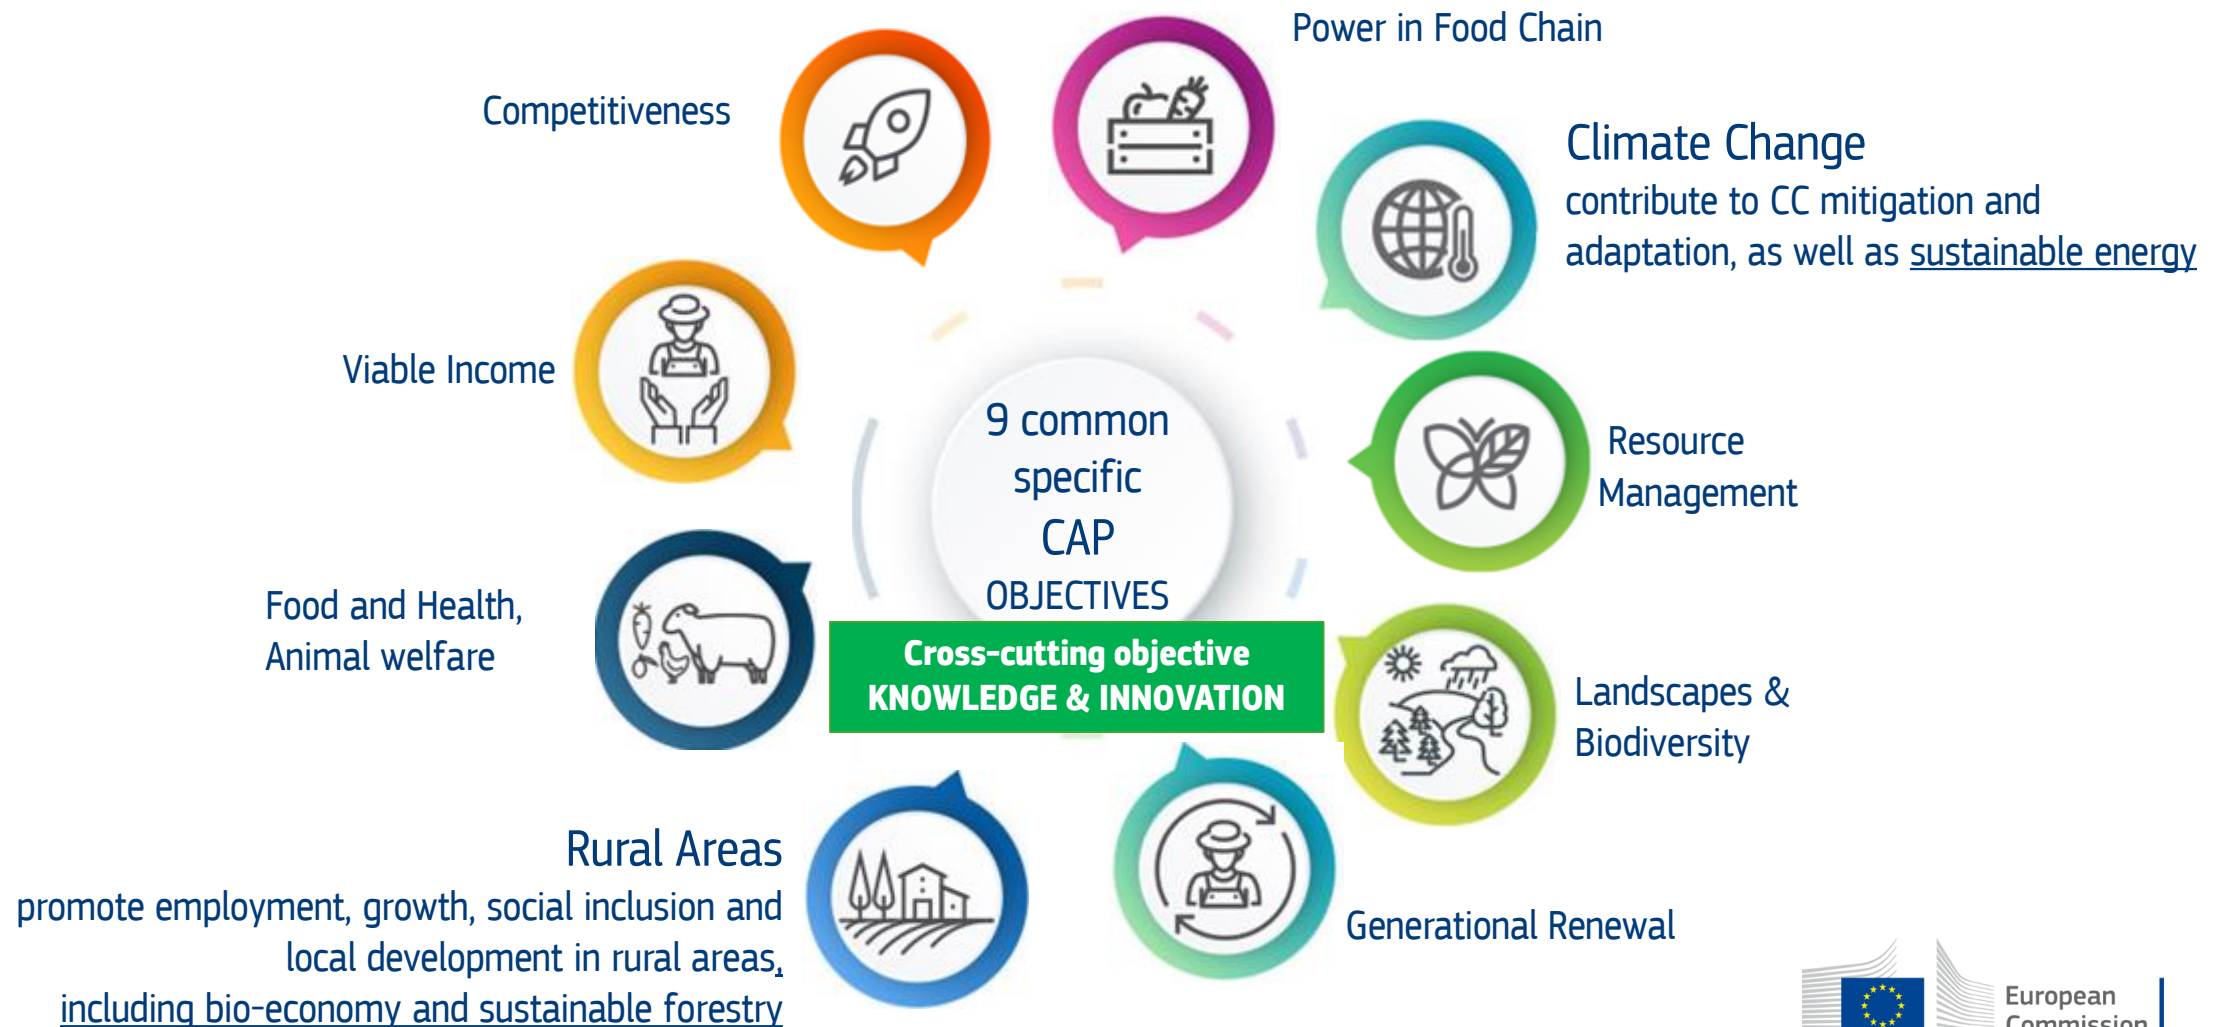 Power in Food Chain
Competitiveness
Climate Change
contribute to CC mitigation and
adaptation, as well as sustainable energy
Viable Income
9 common
specific
CAP
OBJECTIVES
Resource
Management
Food and Health,
Animal welfare
Cross-cutting objective
KNOWLEDGE & INNOVATION
Landscapes &
Biodiversity
Rural Areas
promote employment, growth, social inclusion and
local development in rural areas,
including bio-economy and sustainable forestry
Generational Renewal
European
Commission